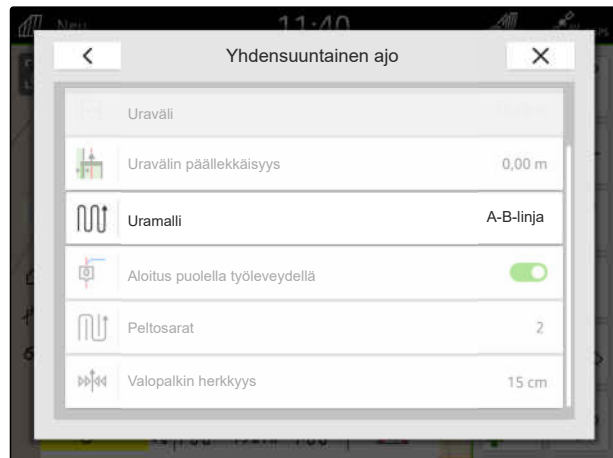 Neu 11:40
Yhdensuuntainen ajo
Uraväli
Uravälin päällekkäisyys 0,00 m
Uramalli A-B-linja
Aloitus puolella työleveydellä
Peltosarat 2
Valopalkin herkkyys 15 cm